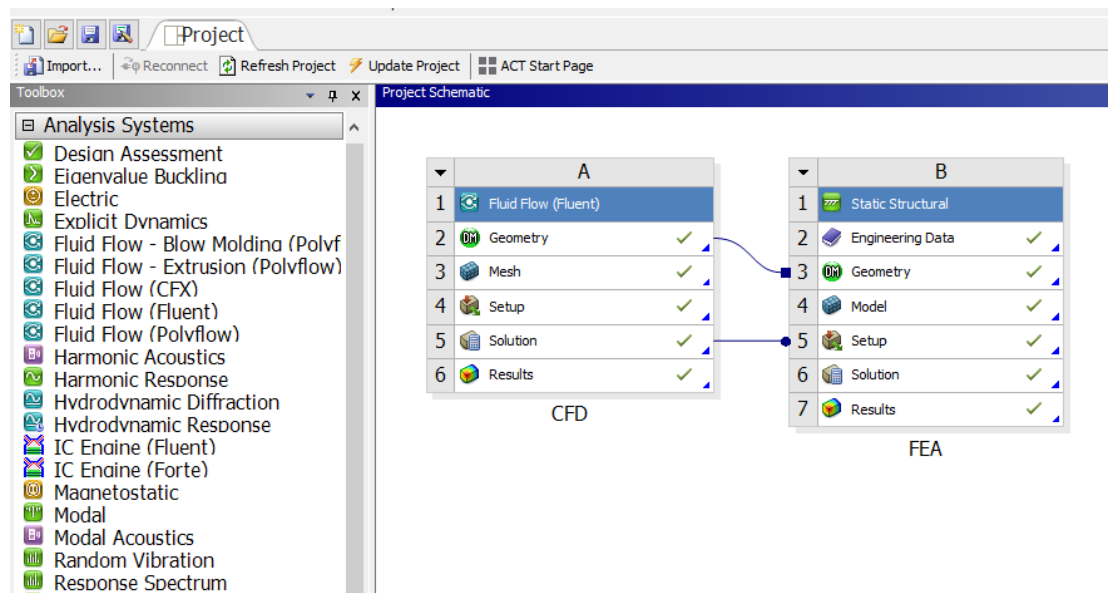 Project
Import... Reconnect Refresh Project Update Project ACT Start Page
Toolbox
Analysis Systems
Design Assessment
Eigenvalue Buckling
Electric
Explicit Dynamics
Fluid Flow - Blow Molding (Polyf
Fluid Flow - Extrusion (Polyflow)
Fluid Flow (CFX)
Fluid Flow (Fluent)
Fluid Flow (Polyflow)
Harmonic Acoustics
Harmonic Response
Hydrodynamic Diffraction
Hydrodynamic Response
IC Engine (Fluent)
IC Engine (Forte)
Magnetostatic
Modal
Modal Acoustics
Random Vibration
Response Spectrum
Project Schematic
A
1 Fluid Flow (Fluent)
2 DM Geometry
3 Mesh
4 Setup
5 Solution
6 Results
CFD
B
1 Static Structural
2 Engineering Data
3 DM Geometry
4 Model
5 Setup
6 Solution
7 Results
FEA